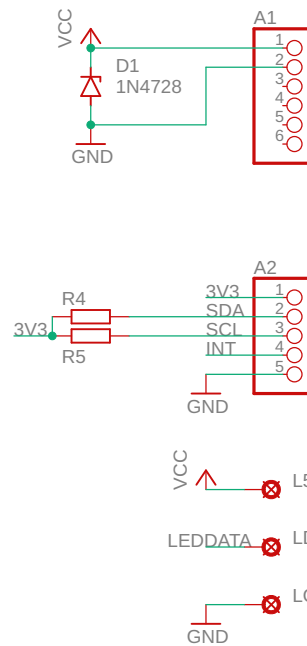 VCC
A1
D1
1N4728
1
2
3
4
5
6
GND
A2
3V3
R4
R5
3V3
SDA
SCL
INT
1
2
3
4
5
GND
VCC
LEDDATA
GND